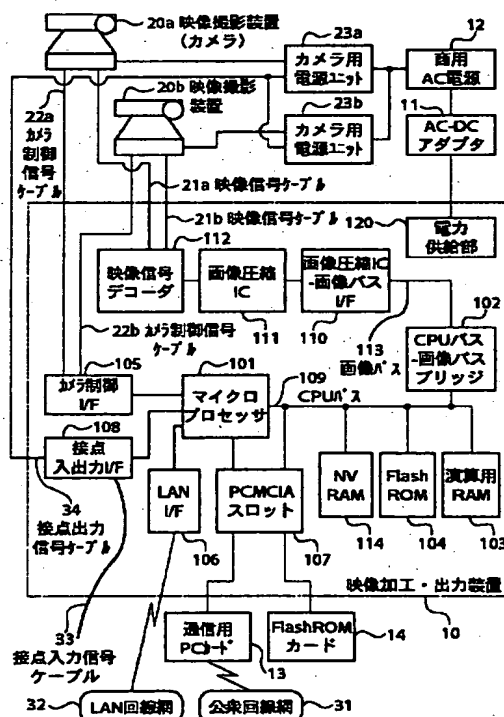 20a 映像撮影装置
(カメラ)
23a
カメラ用
電源ユニット
12
商用
AC電源
20b 映像撮影
装置
23b
カメラ用
電源ユニット
11
AC-DC
アダプタ
22a
カメラ
制御
信号
ケーブル
21a 映像信号ケーブル
21b 映像信号ケーブル
120
電力
供給部
112
映像信号
デコーダ
画像圧縮
IC
111
画像圧縮IC
-画像バス
I/F
110
113
画像バス
102
CPUバス
-画像バス
ブリッジ
22b カメラ制御信号
ケーブル
105
カメラ制御
I/F
101
マイクロ
プロセッサ
109
CPUバス
108
接点
入出力I/F
34
接点出力
信号ケーブル
LAN
I/F
106
PCMCIA
スロット
107
NV
RAM
114
Flash
ROM
104
演算用
RAM
103
映像加工・出力装置
10
33
接点入力信号
ケーブル
通信用
PCカード
13
FlashROM
カード
14
32
LAN回線網
公衆回線網
31